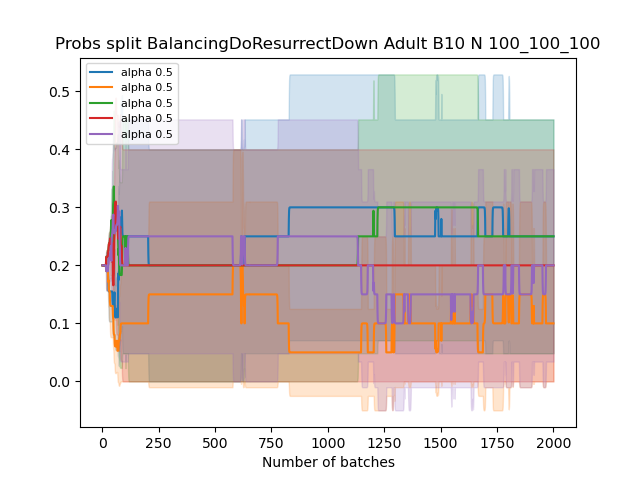 Probs split BalancingDoResurrectDown Adult B10 N 100_100_100
alpha 0.5
alpha 0.5
alpha 0.5
alpha 0.5
alpha 0.5
0.5
0.4
0.3
0.2
0.1
0.0
0 250 500 750 1000 1250 1500 1750 2000
Number of batches